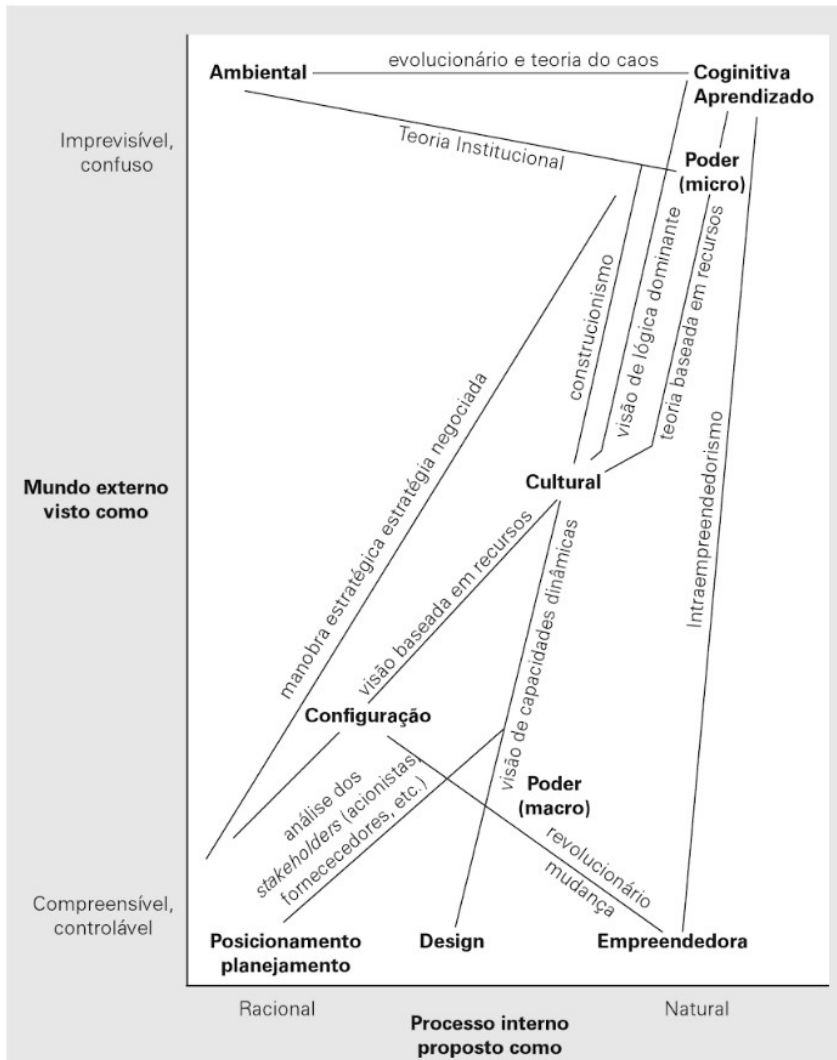 Ambiental
evolucionário e teoria do caos
Coginitiva
Aprendizado
Imprevisível,
confuso
Teoria Institucional
Poder
(micro)
construcionismo
visão de lógica dominante
teoria baseada em recursos
Intraempreendedorismo
manobra estratégica estratégia negociada
Mundo externo
visto como
Cultural
visão baseada em recursos
visão de capacidades dinâmicas
Configuração
análise dos
stakeholders (acionistas,
fornececedores, etc.)
Poder
(macro)
revolucionário
mudança
Compreensível,
controlável
Posicionamento
planejamento
Design
Empreendedora
Racional
Natural
Processo interno
proposto como